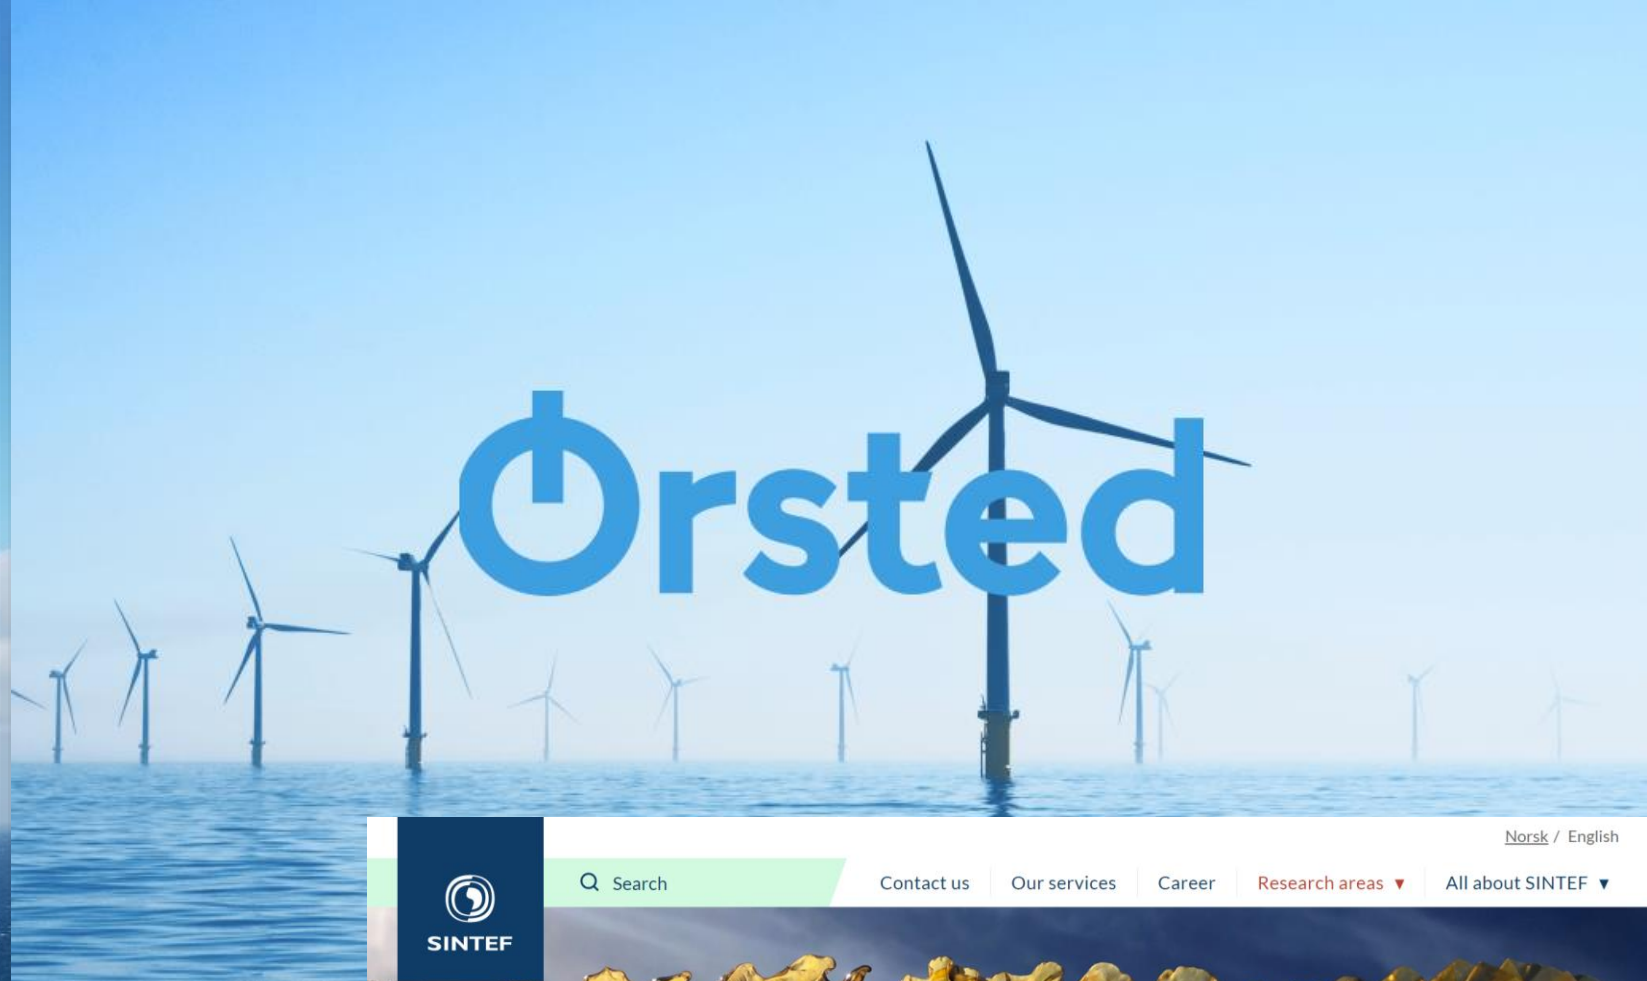 Ørsted
Norsk / English
Search
Contact us
Our services
Career
Research areas ▼
All about SINTEF ▼
SINTEF